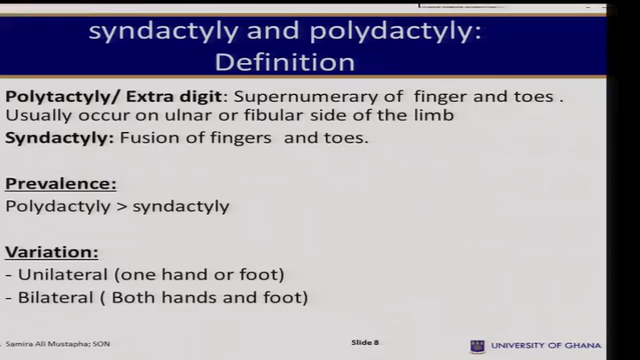 syndactyly and polydactyly:
Definition
Polytactyly/ Extra digit: Supernumerary of finger and toes .
Usually occur on ulnar or fibular side of the limb
Syndactyly: Fusion of fingers and toes.
Prevalence:
Polydactyly > syndactyly
Variation:
- Unilateral (one hand or foot)
- Bilateral ( Both hands and foot)
Samira Ali Mustapha; SON
Slide 8
UNIVERSITY OF GHANA